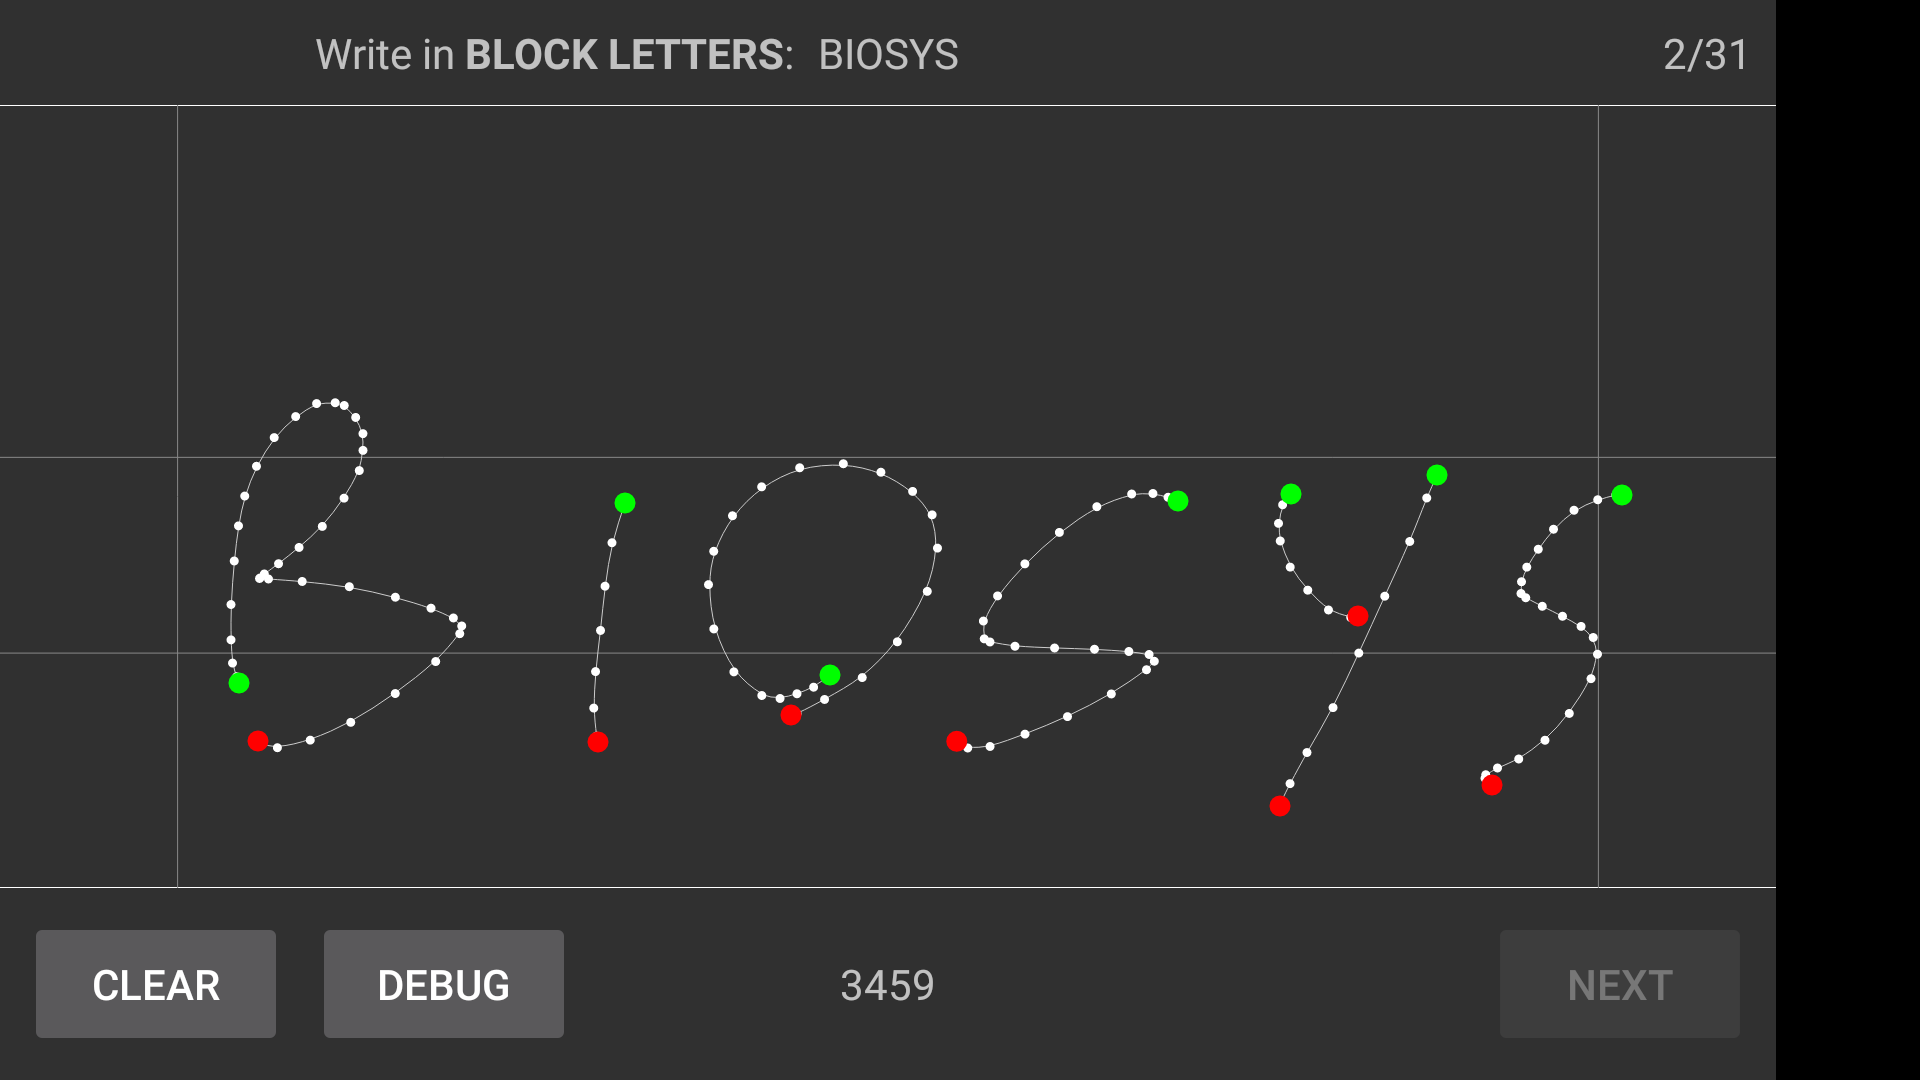 Write in BLOCK LETTERS: BIOSYS 2/31
BIOSYS
CLEAR DEBUG 3459 NEXT